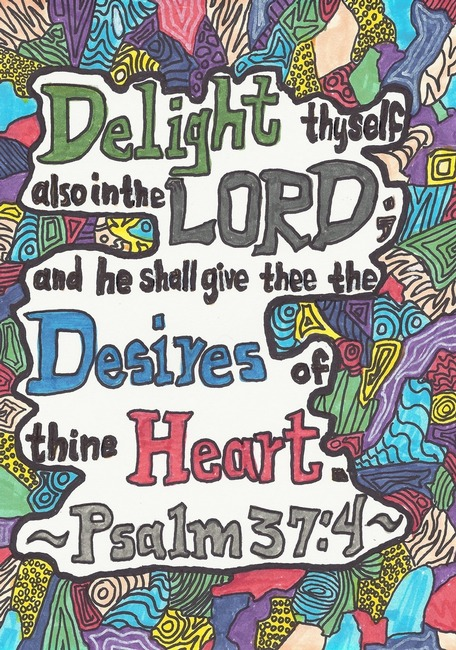 Delight thyself
also in the LORD;
and he shall give thee the
Desires of
thine Heart.
~Psalm 37:4~